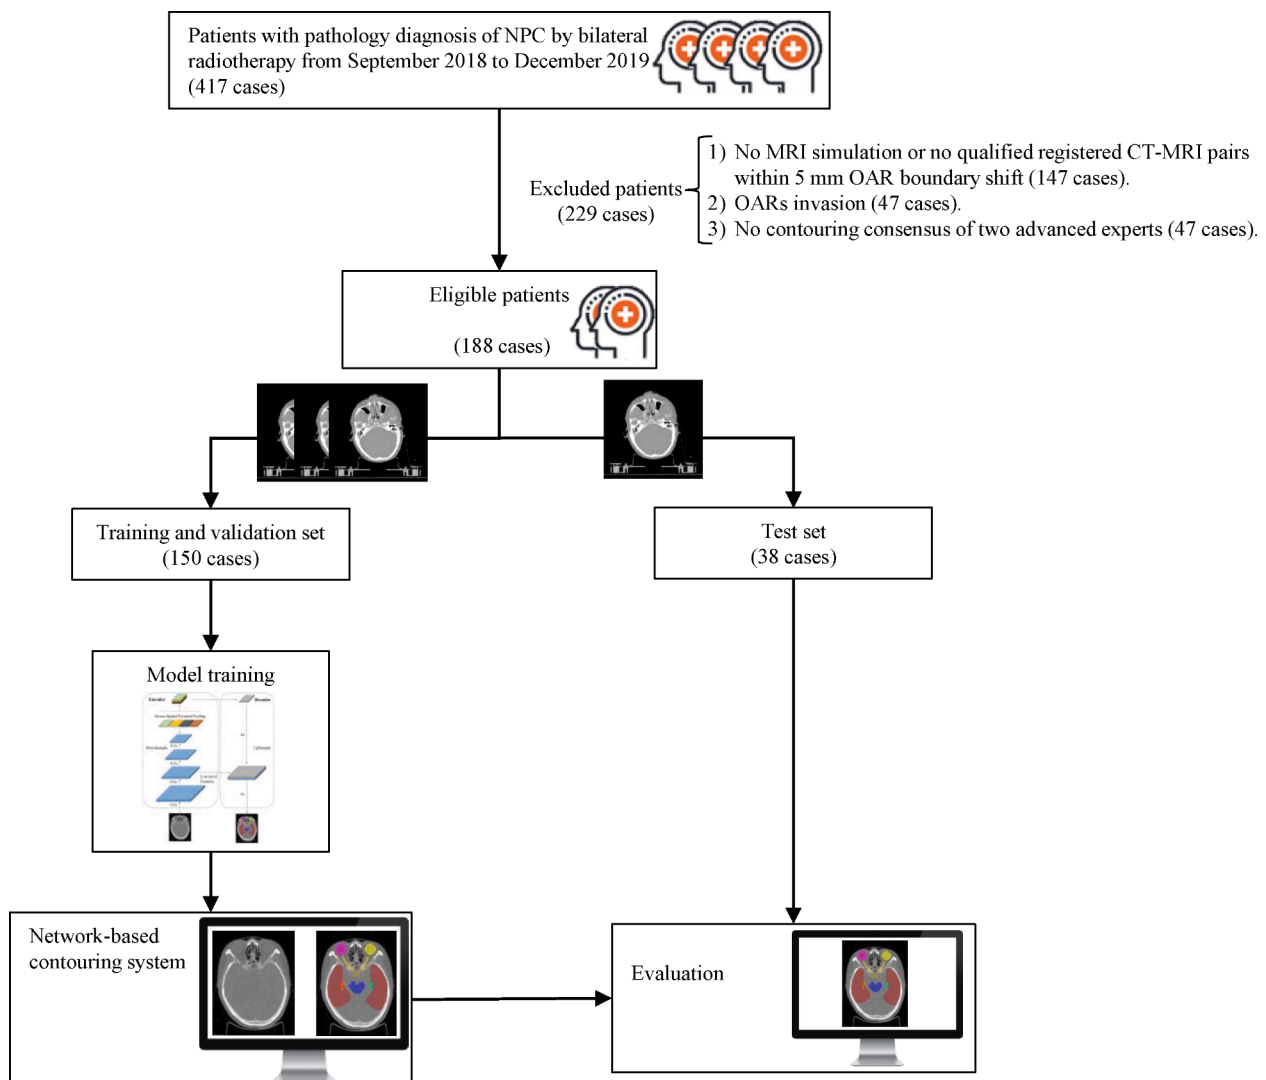 Patients with pathology diagnosis of NPC by bilateral
radiotherapy from September 2018 to December 2019
(417 cases)
Excluded patients
(229 cases)
1) No MRI simulation or no qualified registered CT-MRI pairs
within 5 mm OAR boundary shift (147 cases).
2) OARs invasion (47 cases).
3) No contouring consensus of two advanced experts (47 cases).
Eligible patients
(188 cases)
Training and validation set
(150 cases)
Test set
(38 cases)
Model training
Encoder
Decoder
Network-based
contouring system
Evaluation